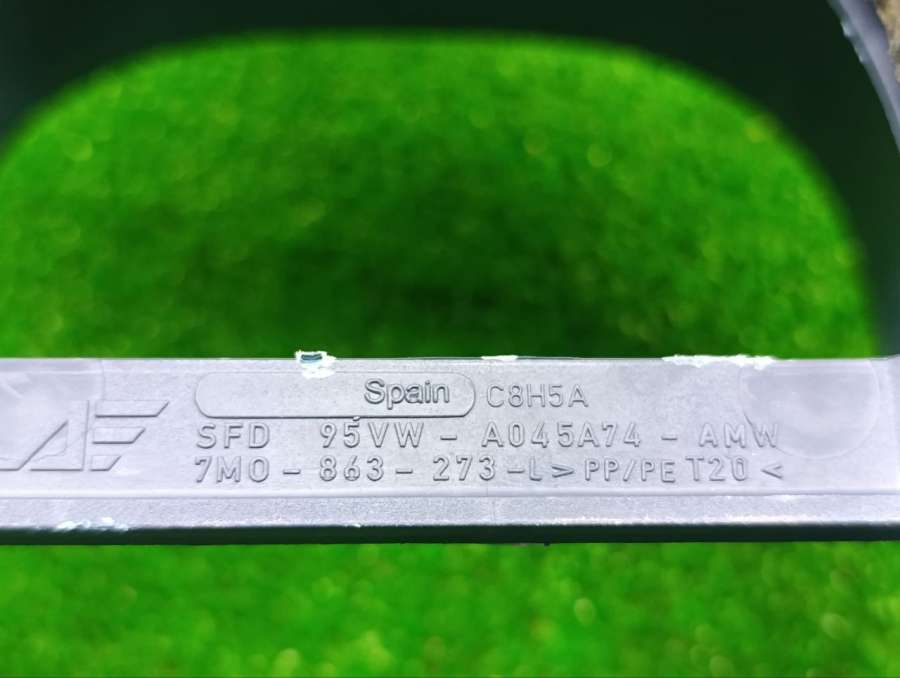 Spain C8H5A
SFD 95VW - A045A74 - AMW
7M0 - 863 - 273 - L >PP/PE T20<